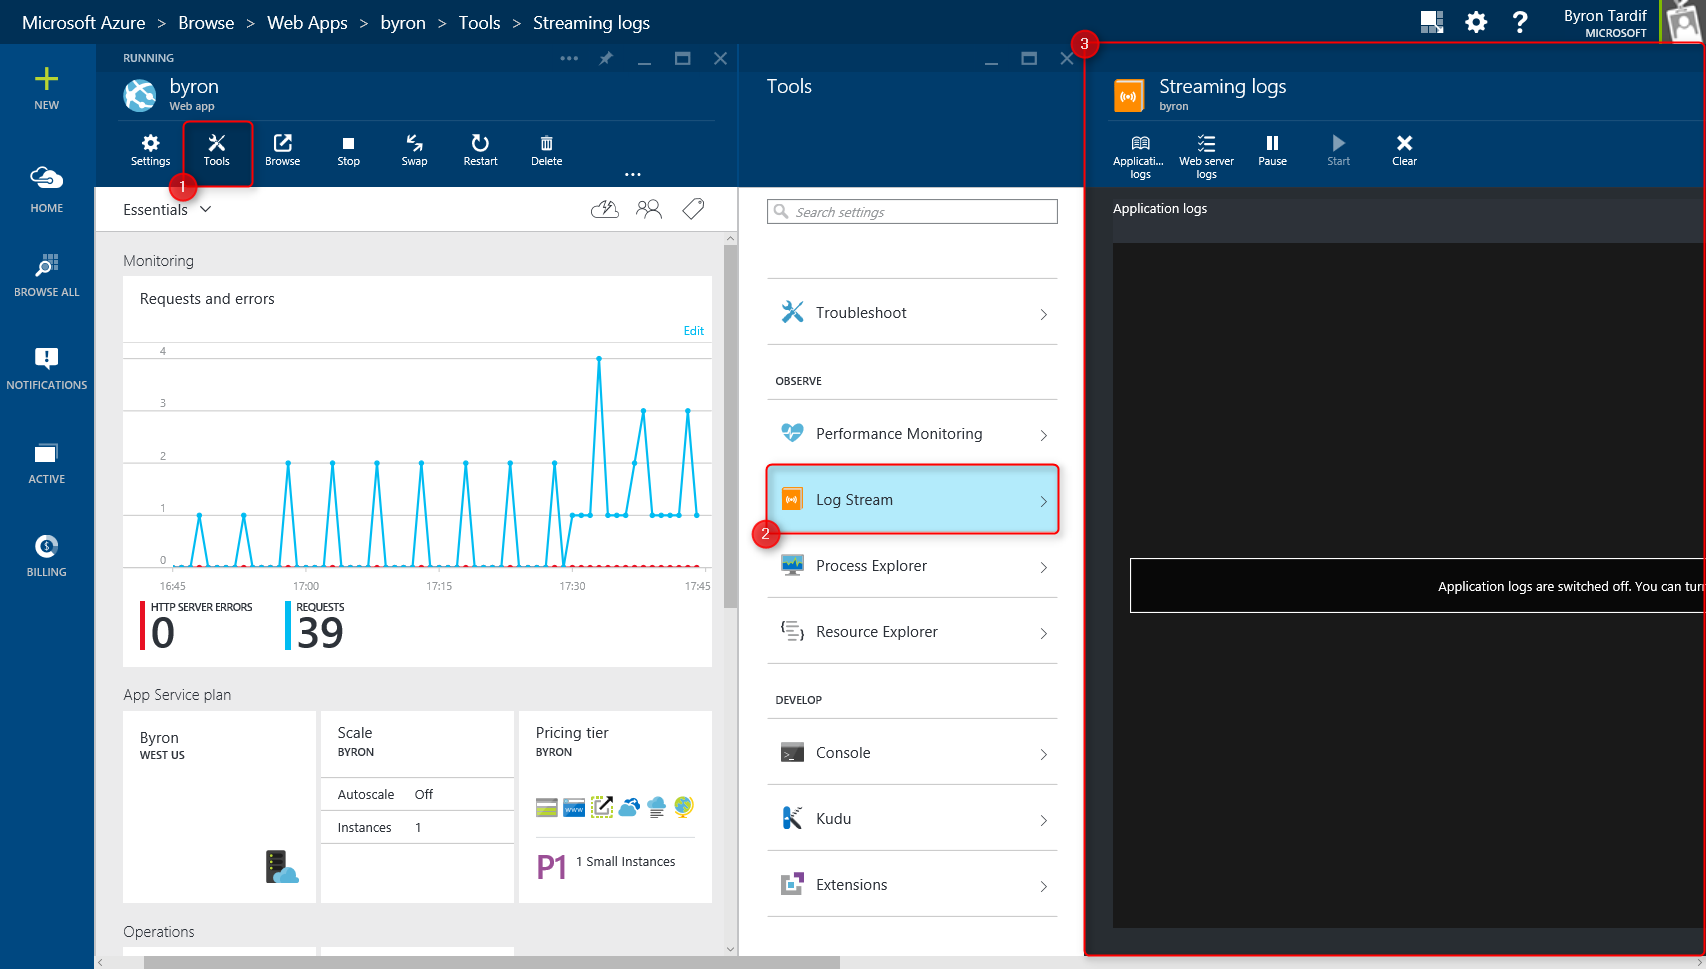 Microsoft Azure > Browse > Web Apps > byron > Tools > Streaming logs
?
Byron Tardif
MICROSOFT
NEW
HOME
BROWSE ALL
NOTIFICATIONS
ACTIVE
BILLING
RUNNING
byron
Web app
Settings
Tools
Browse
Stop
Swap
Restart
Delete
...
1
Essentials
Monitoring
Requests and errors
Edit
4
3
2
1
0
16:45
17:00
17:15
17:30
17:45
HTTP SERVER ERRORS
0
REQUESTS
39
App Service plan
Byron
WEST US
Scale
BYRON
Autoscale Off
Instances 1
Pricing tier
BYRON
www
P1 1 Small Instances
Operations
Tools
Search settings
Troubleshoot
OBSERVE
Performance Monitoring
Log Stream
2
Process Explorer
Resource Explorer
DEVELOP
Console
Kudu
Extensions
3
Streaming logs
byron
Applicati...
logs
Web server
logs
Pause
Start
Clear
Application logs
Application logs are switched off. You can turn